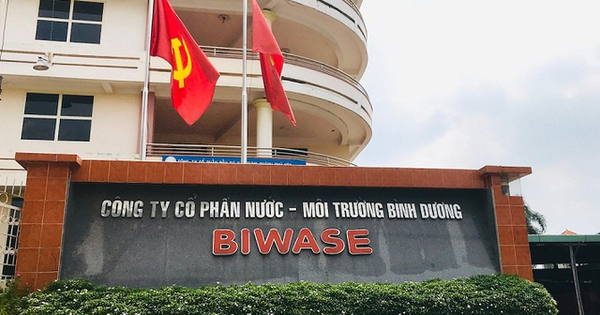 CÔNG TY CỔ PHẦN NƯỚC - MÔI TRƯỜNG BÌNH DƯƠNG
BIWASE